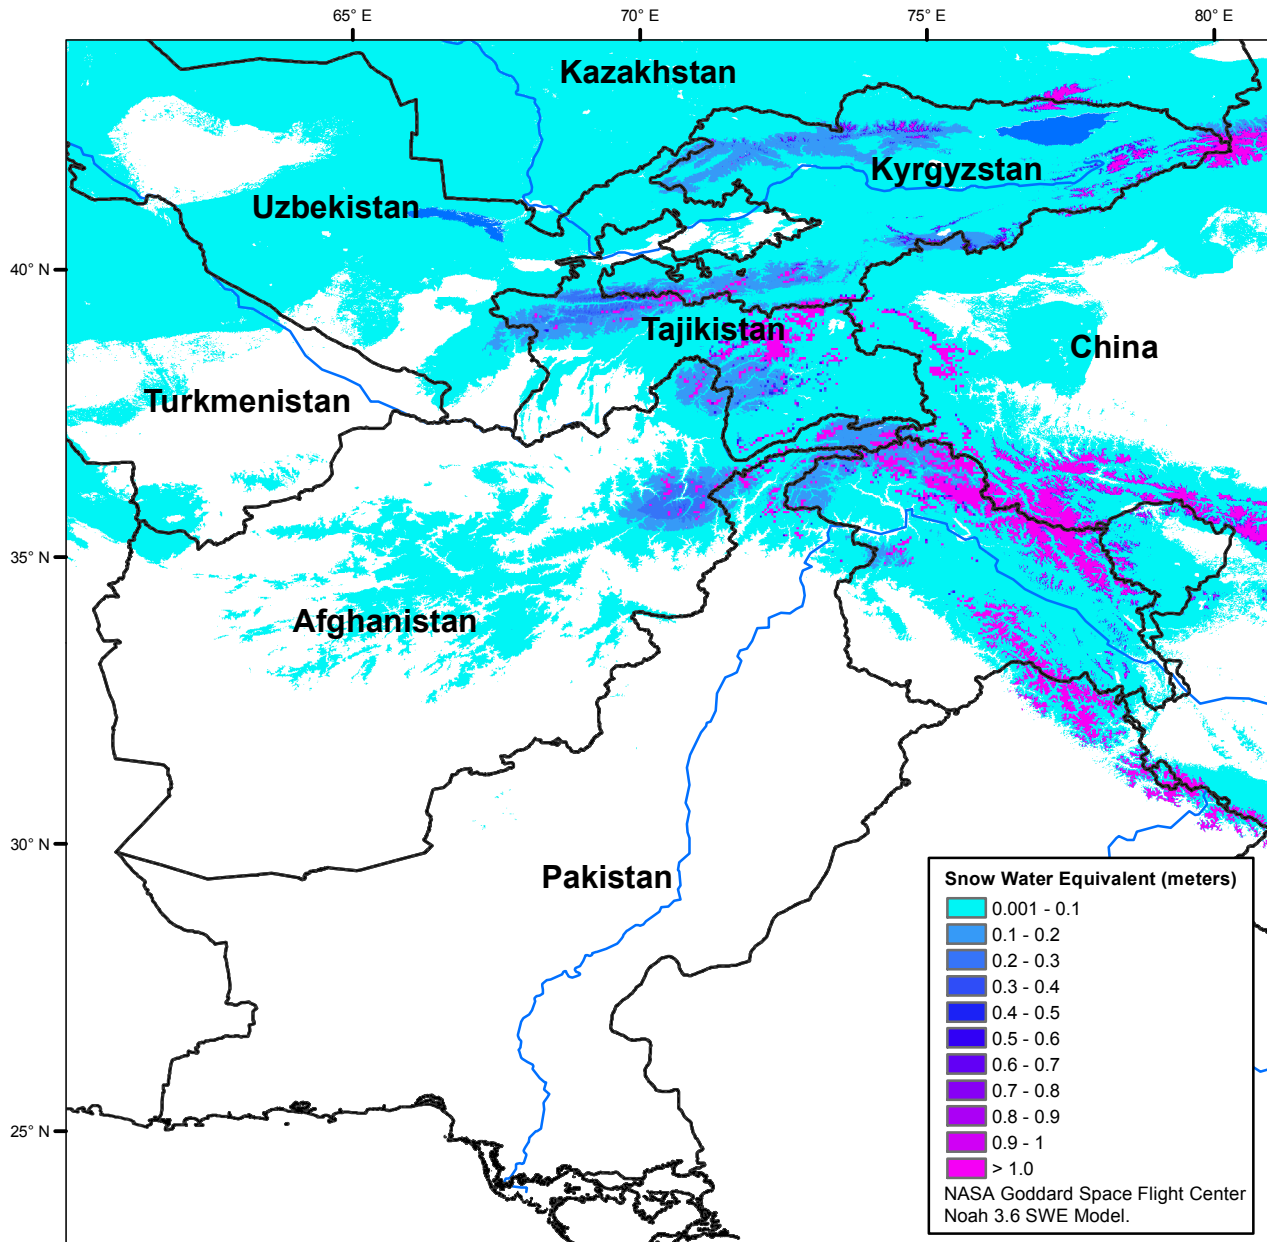 65° E
70° E
75° E
80° E
Kazakhstan
Kyrgyzstan
Uzbekistan
40° N
Tajikistan
China
Turkmenistan
35° N
Afghanistan
30° N
Pakistan
25° N
Snow Water Equivalent (meters)
0.001 - 0.1
0.1 - 0.2
0.2 - 0.3
0.3 - 0.4
0.4 - 0.5
0.5 - 0.6
0.6 - 0.7
0.7 - 0.8
0.8 - 0.9
0.9 - 1
> 1.0
NASA Goddard Space Flight Center
Noah 3.6 SWE Model.